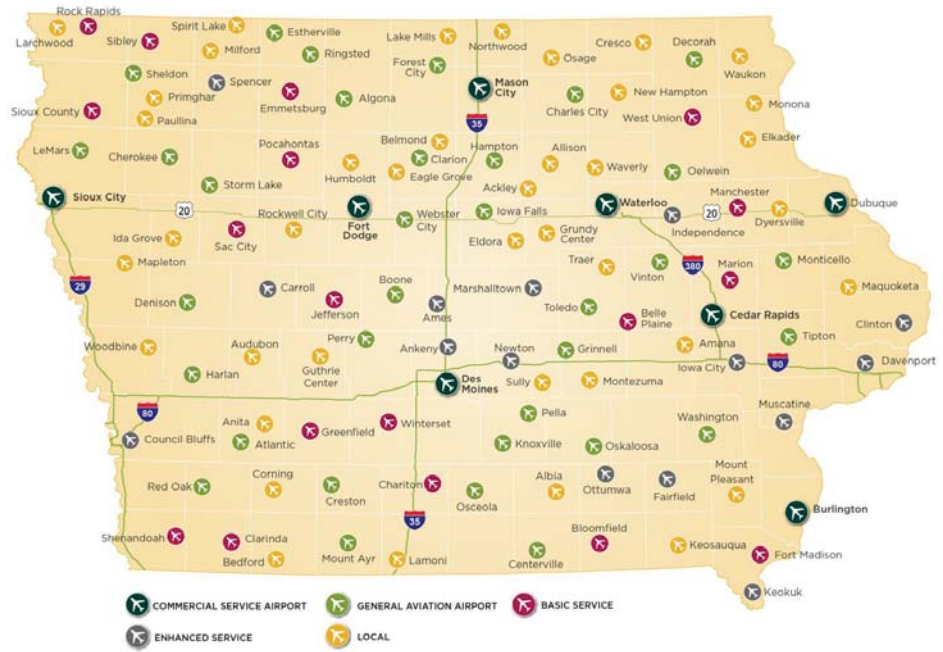 Rock Rapids
Larchwood
Sibley
Spirit Lake
Milford
Estherville
Ringsted
Lake Mills
Forest
City
Northwood
Osage
Cresco
Decorah
Waukon
Sheldon
Spencer
Primghar
Emmetsburg
Algona
Mason
City
Charles City
New Hampton
Monona
Sioux County
Paullina
35
West Union
Elkader
LeMars
Cherokee
Pocahontas
Humboldt
Belmond
Clarion
Eagle Grove
Hampton
Allison
Waverly
Oelwein
Storm Lake
Ackley
Manchester
Sioux City
20
Rockwell City
Fort
Dodge
Webster
City
Iowa Falls
Waterloo
Independence
20
Dyersville
Dubuque
Ida Grove
Sac City
Eldora
Grundy
Center
Mapleton
Traer
Vinton
380
Marion
Monticello
29
Denison
Carroll
Jefferson
Boone
Ames
Marshalltown
Toledo
Belle
Plaine
Maquoketa
Cedar Rapids
Clinton
Woodbine
Audubon
Perry
Ankeny
Newton
Grinnell
Amana
Tipton
Harlan
Guthrie
Center
Des
Moines
Sully
Montezuma
Iowa City
80
Davenport
80
Council Bluffs
Anita
Atlantic
Greenfield
Winterset
Pella
Knoxville
Oskaloosa
Washington
Muscatine
Red Oak
Corning
Creston
Chariton
Osceola
Albia
Ottumwa
Fairfield
Mount
Pleasant
35
Burlington
Shenandoah
Clarinda
Bedford
Mount Ayr
Lamoni
Centerville
Bloomfield
Keosauqua
Fort Madison
Keokuk
COMMERCIAL SERVICE AIRPORT
GENERAL AVIATION AIRPORT
BASIC SERVICE
ENHANCED SERVICE
LOCAL